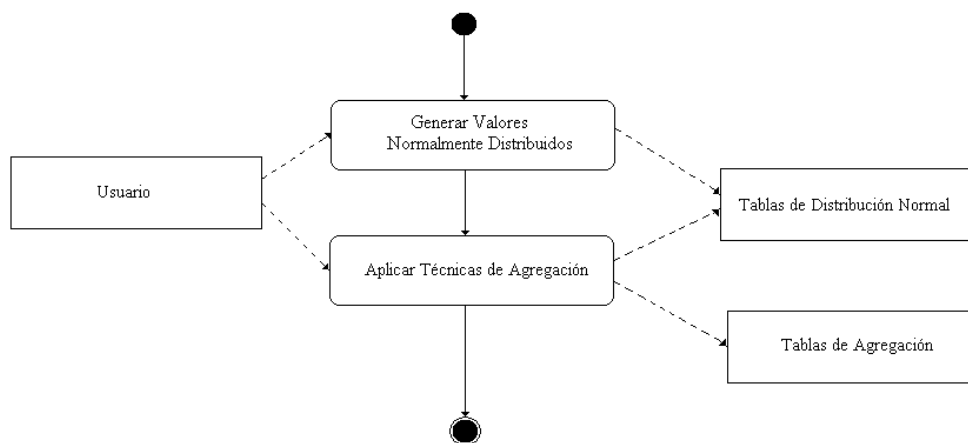 Generar Valores
Normalmente Distribuidos
Usuario
Tablas de Distribución Normal
Aplicar Técnicas de Agregación
Tablas de Agregación